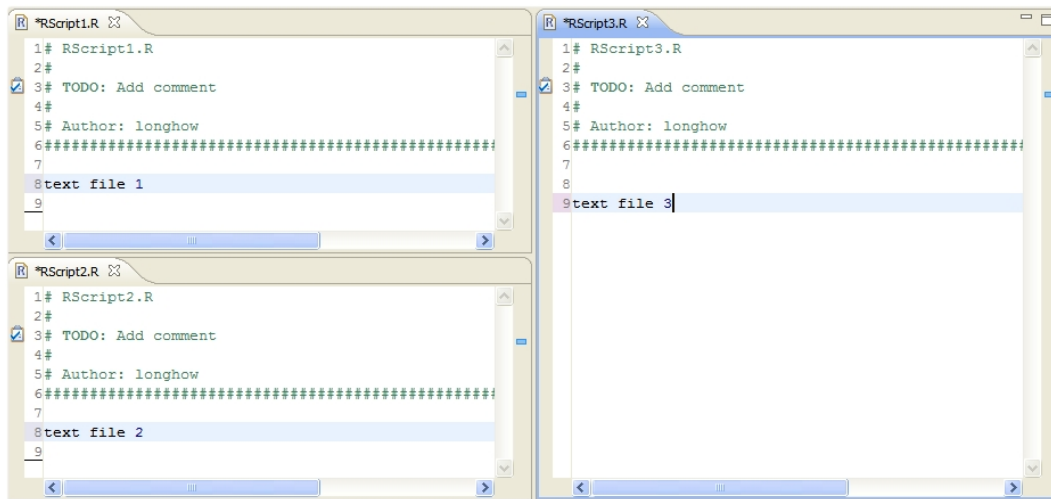 *RScript1.R
1# RScript1.R
2#
3# TODO: Add comment
4#
5# Author: longhow
6##################################################
7
8text file 1
9
*RScript2.R
1# RScript2.R
2#
3# TODO: Add comment
4#
5# Author: longhow
6##################################################
7
8text file 2
9
*RScript3.R
1# RScript3.R
2#
3# TODO: Add comment
4#
5# Author: longhow
6##################################################
7
8
9text file 3